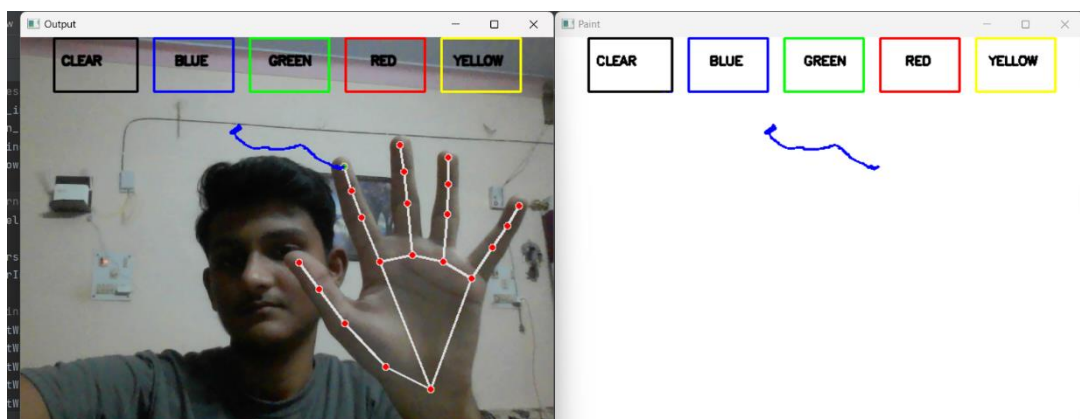 Output
Paint
CLEAR BLUE GREEN RED YELLOW
CLEAR BLUE GREEN RED YELLOW